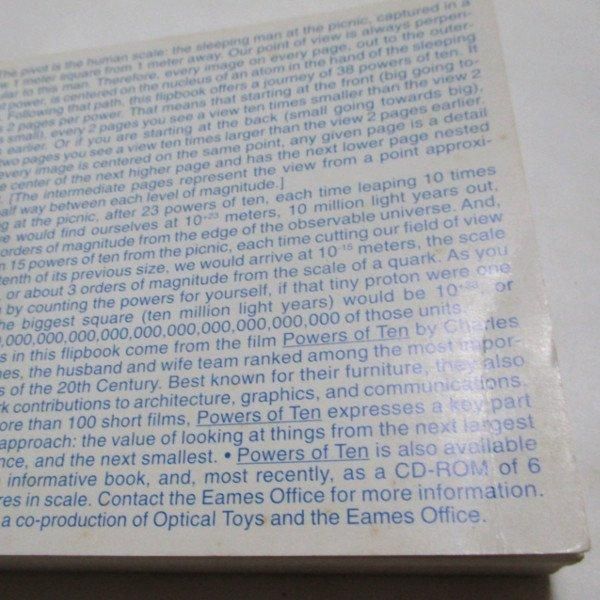 The pivot is the human scale: the sleeping man at the picnic, captured in a
1 meter square from 1 meter away. Our point of view is always perpen-
to this man. Therefore, every image on every page, out to the outer-
power, is centered on the nucleus of an atom in the hand of the sleeping
Following that path, this flipbook offers a journey of 38 powers of ten. It
2 pages per power. That means that starting at the front (big going to-
small), every 2 pages you see a view ten times smaller than the view 2
earlier. Or if you are starting at the back (small going towards big),
two pages you see a view ten times larger than the view 2 pages earlier.
every image is centered on the same point, any given page is a detail
center of the next higher page and has the next lower page nested
[The intermediate pages represent the view from a point approxi-
half way between each level of magnitude.]
at the picnic, after 23 powers of ten, each time leaping 10 times
we would find ourselves at 10+23 meters, 10 million light years out,
orders of magnitude from the edge of the observable universe. And,
15 powers of ten from the picnic, each time cutting our field of view
tenth of its previous size, we would arrive at 10-15 meters, the scale
or about 3 orders of magnitude from the scale of a quark. As you
by counting the powers for yourself, if that tiny proton were one
the biggest square (ten million light years) would be 10+38, or
000,000,000,000,000,000,000,000,000,000 of those units.
in this flipbook come from the film Powers of Ten by Charles
the husband and wife team ranked among the most impor-
of the 20th Century. Best known for their furniture, they also
contributions to architecture, graphics, and communications.
more than 100 short films, Powers of Ten expresses a key part
approach: the value of looking at things from the next largest
and the next smallest. • Powers of Ten is also available
informative book, and, most recently, as a CD-ROM of 6
in scale. Contact the Eames Office for more information.
a co-production of Optical Toys and the Eames Office.